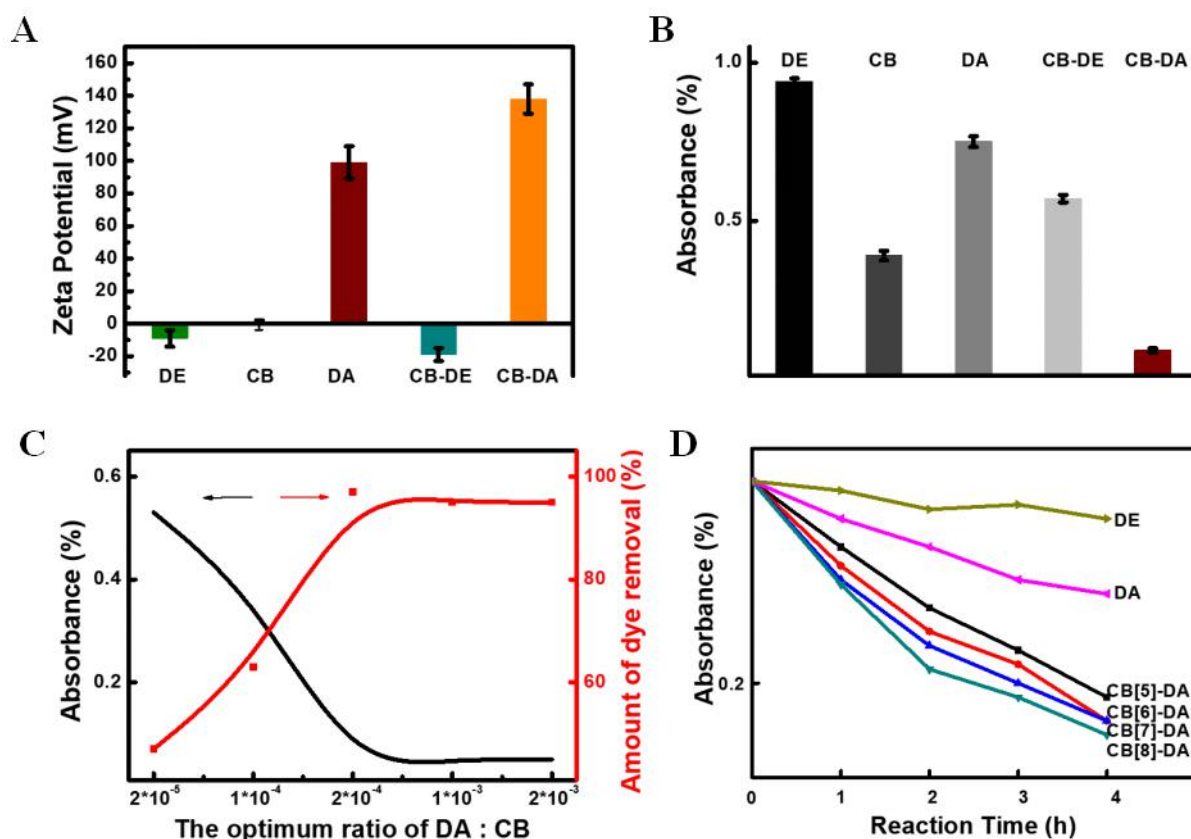 A
Zeta Potential (mV)
140
120
100
80
60
40
20
0
-20
DE CB DA CB-DE CB-DA
B
Absorbance (%)
1.0
0.5
DE CB DA CB-DE CB-DA
C
Absorbance (%)
0.6
0.4
0.2
Amount of dye removal (%)
100
80
60
2*10⁻⁵ 1*10⁻⁴ 2*10⁻⁴ 1*10⁻³ 2*10⁻³
The optimum ratio of DA : CB
D
Absorbance (%)
0.2
DE
DA
CB[5]-DA
CB[6]-DA
CB[7]-DA
CB[8]-DA
0 1 2 3 4
Reaction Time (h)